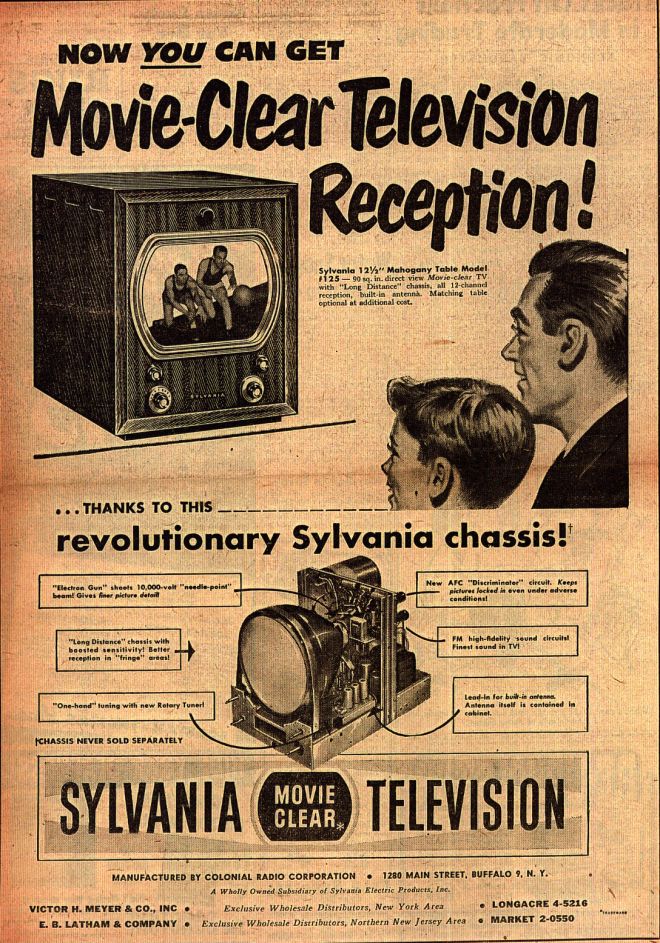 NOW YOU CAN GET
Movie-Clear Television
Reception!
Sylvania 12½" Mahogany Table Model
#125 — 90 sq. in. direct view Movie-clear TV
with "Long Distance" chassis, all 12-channel
reception, built-in antenna. Matching table
optional at additional cost.
SYLVANIA
...THANKS TO THIS
revolutionary Sylvania chassis!†
"Electron Gun" shoots 10,000-volt "needle-point"
beam! Gives finer picture detail!
New AFC "Discriminator" circuit. Keeps
pictures locked in even under adverse
conditions!
"Long Distance" chassis with
boosted sensitivity! Better
reception in "fringe" areas!
FM high-fidelity sound circuits!
Finest sound in TV!
"One-hand" tuning with new Rotary Tuner!
Lead-in for built-in antenna.
Antenna itself is contained in
cabinet.
†CHASSIS NEVER SOLD SEPARATELY
SYLVANIA MOVIE CLEAR* TELEVISION
MANUFACTURED BY COLONIAL RADIO CORPORATION • 1280 MAIN STREET, BUFFALO 9, N. Y.
A Wholly Owned Subsidiary of Sylvania Electric Products, Inc.
VICTOR H. MEYER & CO., INC • Exclusive Wholesale Distributors, New York Area • LONGACRE 4-5216
E. B. LATHAM & COMPANY • Exclusive Wholesale Distributors, Northern New Jersey Area • MARKET 2-0550
*TRADEMARK